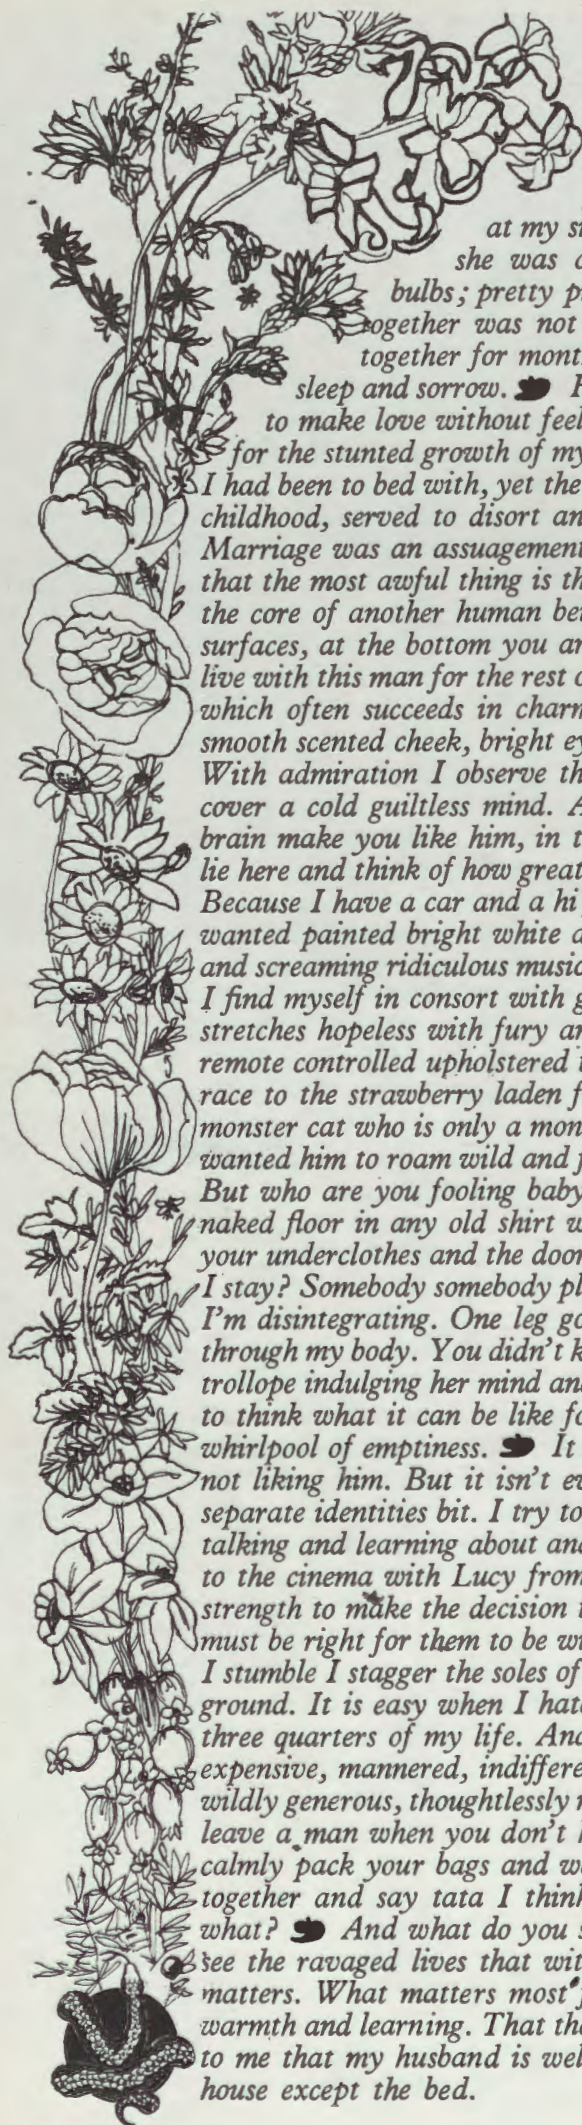 at my s
she was
bulbs; pretty p
together was not
together for mont
sleep and sorrow.
to make love without feel
for the stunted growth of my
I had been to bed with, yet the
childhood, served to disort an
Marriage was an assuagement
that the most awful thing is th
the core of another human be
surfaces, at the bottom you ar
live with this man for the rest
which often succeeds in charm
smooth scented cheek, bright ey
With admiration I observe th
cover a cold guiltless mind. A
brain make you like him, in t
lie here and think of how great
Because I have a car and a hi
wanted painted bright white a
and screaming ridiculous music
I find myself in consort with g
stretches hopeless with fury an
remote controlled upholstered t
race to the strawberry laden f
monster cat who is only a mon
wanted him to roam wild and f
But who are you fooling baby
naked floor in any old shirt w
your underclothes and the door
I stay? Somebody somebody pl
I'm disintegrating. One leg go
through my body. You didn't k
trollope indulging her mind an
to think what it can be like fo
whirlpool of emptiness. It
not liking him. But it isn't ev
separate identities bit. I try to
talking and learning about an
to the cinema with Lucy from
strength to make the decision t
must be right for them to be w
I stumble I stagger the soles of
ground. It is easy when I hat
three quarters of my life. And
expensive, mannered, indiffere
wildly generous, thoughtlessly
leave a man when you don't
calmly pack your bags and w
together and say tata I think
what? And what do you s
see the ravaged lives that wit
matters. What matters most
warmth and learning. That th
to me that my husband is wel
house except the bed.